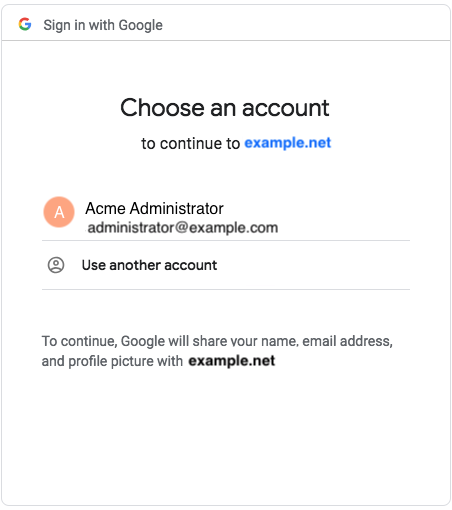 Sign in with Google
Choose an account
to continue to example.net
A
Acme Administrator
administrator@example.com
Use another account
To continue, Google will share your name, email address,
and profile picture with example.net